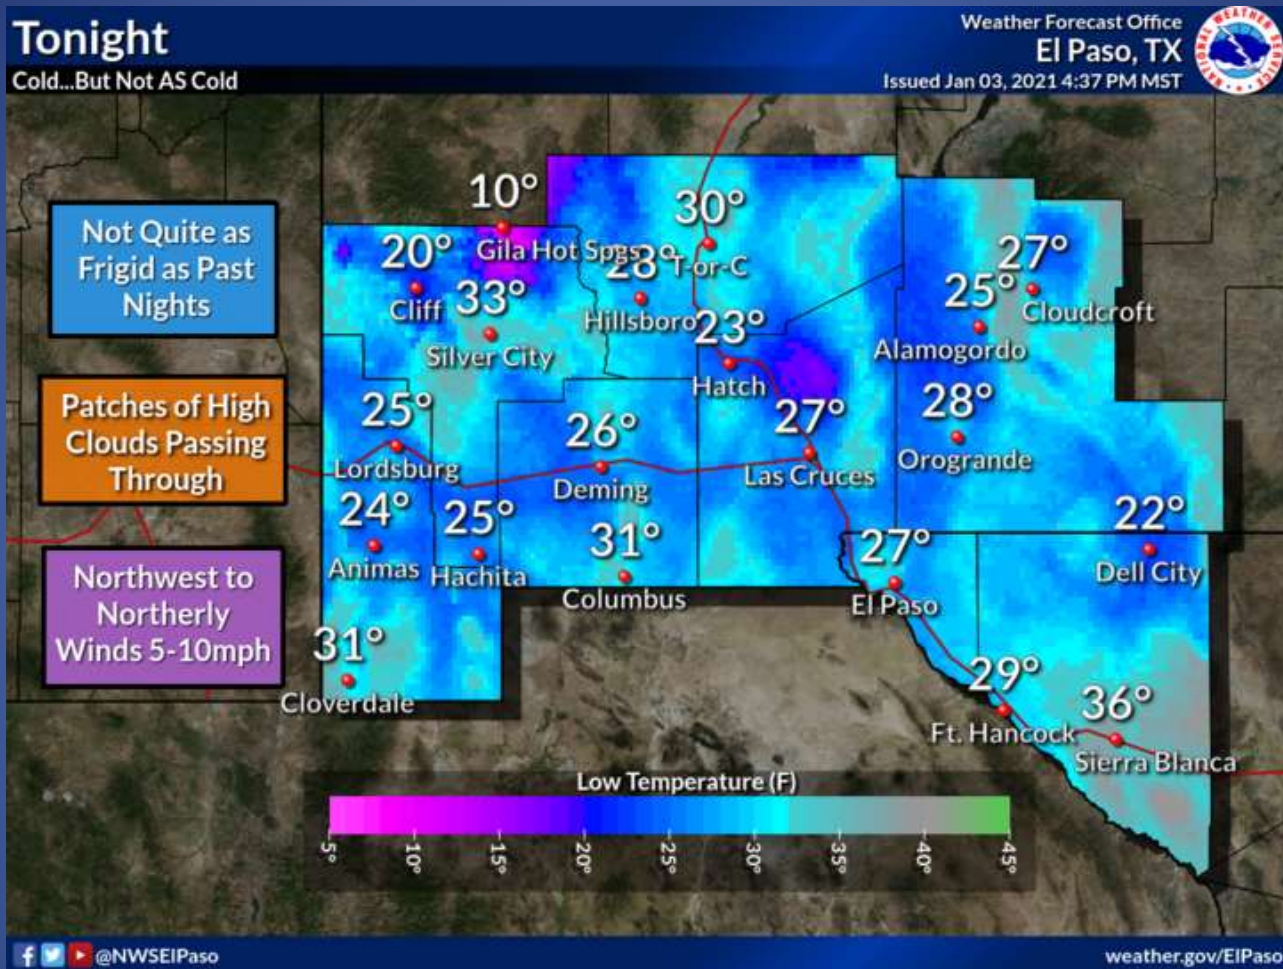 Tonight
Cold...But Not AS Cold
Weather Forecast Office
El Paso, TX
Issued Jan 03, 2021 4:37 PM MST
NATIONAL WEATHER SERVICE
Not Quite as
Frigid as Past
Nights
Patches of High
Clouds Passing
Through
Northwest to
Northerly
Winds 5-10mph
10°
Gila Hot Spgs
30°
T-or-C
20°
Cliff
28°
Hillsboro
27°
Cloudcroft
33°
Silver City
25°
Alamogordo
23°
Hatch
25°
Lordsburg
26°
Deming
27°
Las Cruces
28°
Orogrande
24°
Animas
25°
Hachita
31°
Columbus
27°
El Paso
22°
Dell City
31°
Cloverdale
29°
Ft. Hancock
36°
Sierra Blanca
Low Temperature (F)
5° 10° 15° 20° 25° 30° 35° 40° 45°
@NWSElPaso
weather.gov/ElPaso